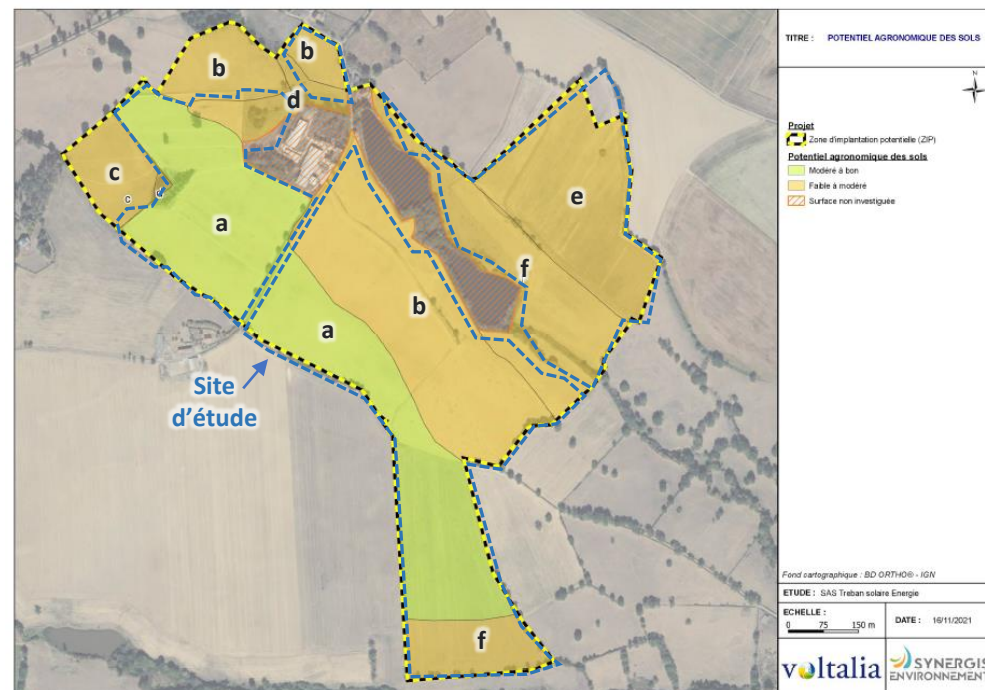 b
b
d
c
c
c
a
e
f
b
a
Site
d'étude
f
TITRE : POTENTIEL AGRONOMIQUE DES SOLS
N
Projet
Zone d'implantation potentielle (ZIP)
Potentiel agronomique des sols
Modéré à bon
Faible à modéré
Surface non investiguée
Fond cartographique : BD ORTHO® - IGN
ETUDE : SAS Treban solaire Energie
ECHELLE :
0 75 150 m
DATE : 16/11/2021
voltalia
SYNERGIS
ENVIRONNEMENT